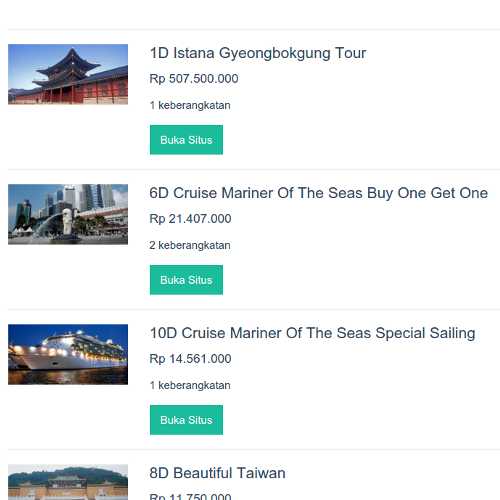 1D Istana Gyeongbokgung Tour
Rp 507.500.000
1 keberangkatan
Buka Situs
6D Cruise Mariner Of The Seas Buy One Get One
Rp 21.407.000
2 keberangkatan
Buka Situs
10D Cruise Mariner Of The Seas Special Sailing
Rp 14.561.000
1 keberangkatan
Buka Situs
8D Beautiful Taiwan
Rp 11.750.000